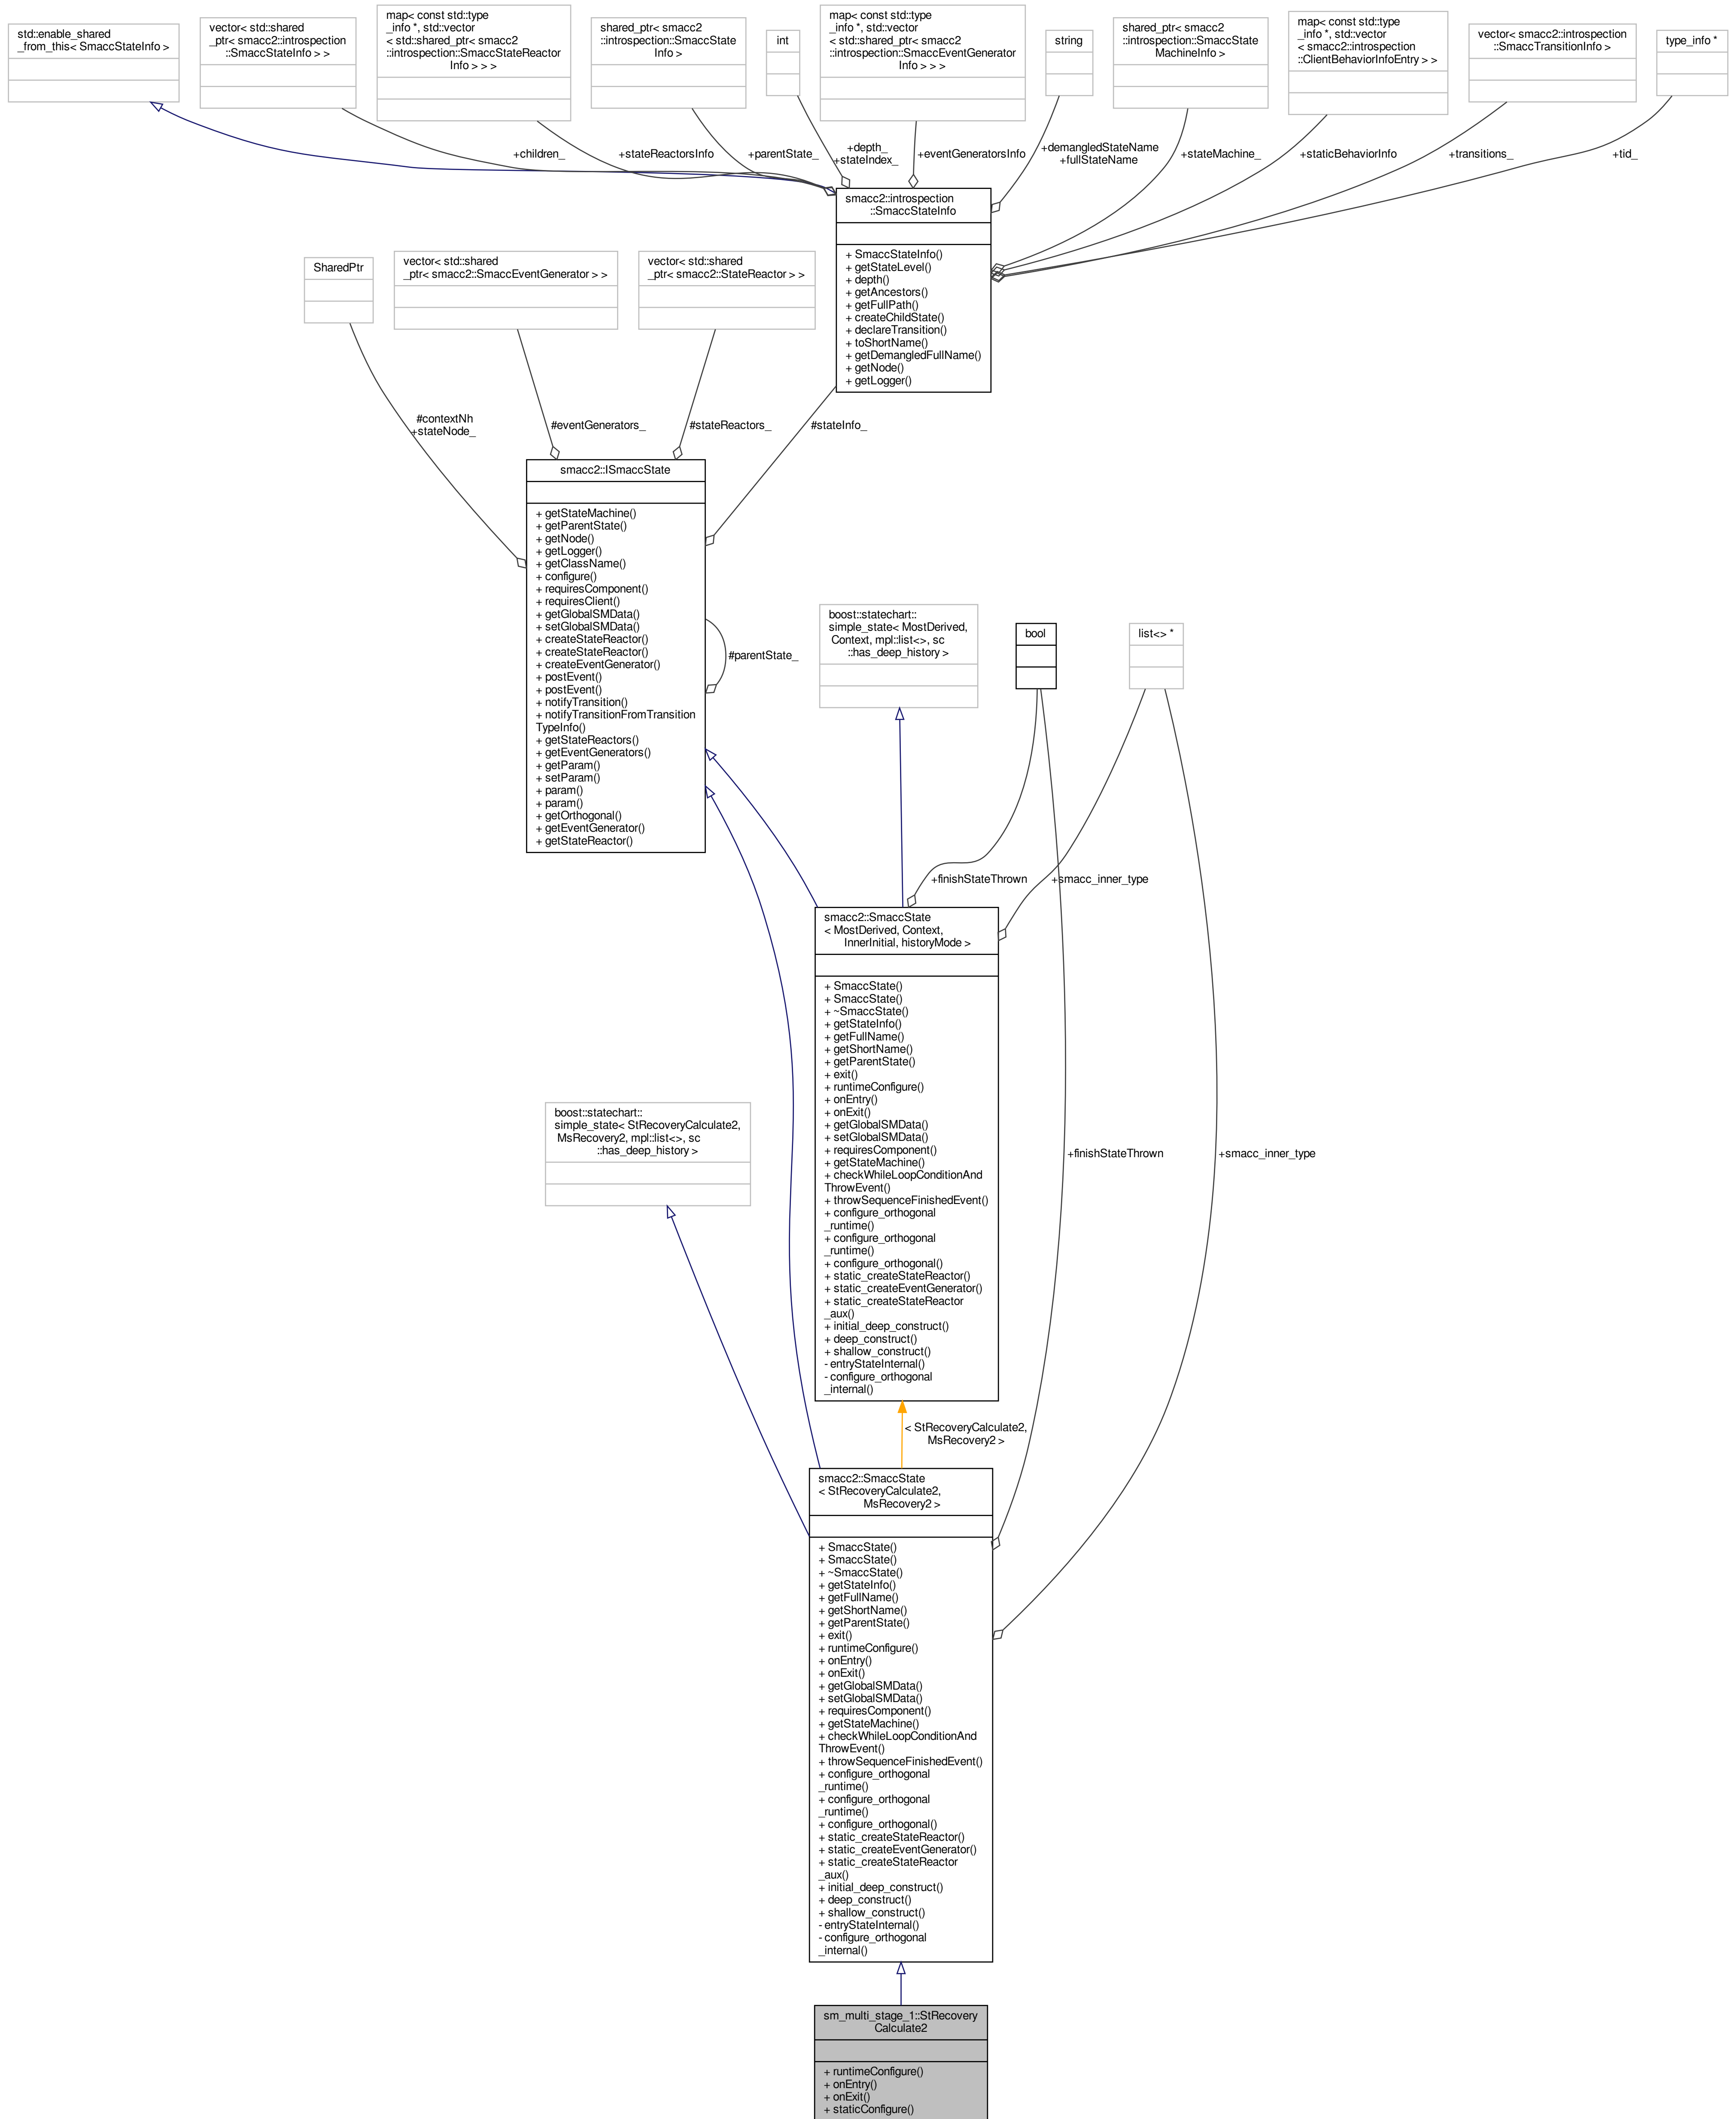 std::enable_shared
_from_this< SmaccStateInfo >
vector< std::shared
_ptr< smacc2::introspection
::SmaccStateInfo > >
map< const std::type
_info *, std::vector
< std::shared_ptr< smacc2
::introspection::SmaccStateReactor
Info > > >
shared_ptr< smacc2
::introspection::SmaccState
Info >
int
map< const std::type
_info *, std::vector
< std::shared_ptr< smacc2
::introspection::SmaccEventGenerator
Info > > >
string
shared_ptr< smacc2
::introspection::SmaccState
MachineInfo >
map< const std::type
_info *, std::vector
< smacc2::introspection
::ClientBehaviorInfoEntry > >
vector< smacc2::introspection
::SmaccTransitionInfo >
type_info *
+children_
+stateReactorsInfo
+parentState_
+depth_
+stateIndex_
+eventGeneratorsInfo
+demangledStateName
+fullStateName
+stateMachine_
+staticBehaviorInfo
+transitions_
+tid_
smacc2::introspection
::SmaccStateInfo
+ SmaccStateInfo()
+ getStateLevel()
+ depth()
+ getAncestors()
+ getFullPath()
+ createChildState()
+ declareTransition()
+ toShortName()
+ getDemangledFullName()
+ getNode()
+ getLogger()
SharedPtr
vector< std::shared
_ptr< smacc2::SmaccEventGenerator > >
vector< std::shared
_ptr< smacc2::StateReactor > >
#contextNh
+stateNode_
#eventGenerators_
#stateReactors_
#stateInfo_
smacc2::ISmaccState
+ getStateMachine()
+ getParentState()
+ getNode()
+ getLogger()
+ getClassName()
+ configure()
+ requiresComponent()
+ requiresClient()
+ getGlobalSMData()
+ setGlobalSMData()
+ createStateReactor()
+ createStateReactor()
+ createEventGenerator()
+ postEvent()
+ postEvent()
+ notifyTransition()
+ notifyTransitionFromTransition
TypeInfo()
+ getStateReactors()
+ getEventGenerators()
+ getParam()
+ setParam()
+ param()
+ param()
+ getOrthogonal()
+ getEventGenerator()
+ getStateReactor()
#parentState_
boost::statechart::
simple_state< MostDerived,
Context, mpl::list<>, sc
::has_deep_history >
bool
list<> *
+finishStateThrown
+smacc_inner_type
smacc2::SmaccState
< MostDerived, Context,
InnerInitial, historyMode >
+ SmaccState()
+ SmaccState()
+ ~SmaccState()
+ getStateInfo()
+ getFullName()
+ getShortName()
+ getParentState()
+ exit()
+ runtimeConfigure()
+ onEntry()
+ onExit()
+ getGlobalSMData()
+ setGlobalSMData()
+ requiresComponent()
+ getStateMachine()
+ checkWhileLoopConditionAnd
ThrowEvent()
+ throwSequenceFinishedEvent()
+ configure_orthogonal
_runtime()
+ configure_orthogonal
_runtime()
+ configure_orthogonal()
+ static_createStateReactor()
+ static_createEventGenerator()
+ static_createStateReactor
_aux()
+ initial_deep_construct()
+ deep_construct()
+ shallow_construct()
- entryStateInternal()
- configure_orthogonal
_internal()
boost::statechart::
simple_state< StRecoveryCalculate2,
MsRecovery2, mpl::list<>, sc
::has_deep_history >
+finishStateThrown
+smacc_inner_type
< StRecoveryCalculate2,
MsRecovery2 >
smacc2::SmaccState
< StRecoveryCalculate2,
MsRecovery2 >
+ SmaccState()
+ SmaccState()
+ ~SmaccState()
+ getStateInfo()
+ getFullName()
+ getShortName()
+ getParentState()
+ exit()
+ runtimeConfigure()
+ onEntry()
+ onExit()
+ getGlobalSMData()
+ setGlobalSMData()
+ requiresComponent()
+ getStateMachine()
+ checkWhileLoopConditionAnd
ThrowEvent()
+ throwSequenceFinishedEvent()
+ configure_orthogonal
_runtime()
+ configure_orthogonal
_runtime()
+ configure_orthogonal()
+ static_createStateReactor()
+ static_createEventGenerator()
+ static_createStateReactor
_aux()
+ initial_deep_construct()
+ deep_construct()
+ shallow_construct()
- entryStateInternal()
- configure_orthogonal
_internal()
sm_multi_stage_1::StRecovery
Calculate2
+ runtimeConfigure()
+ onEntry()
+ onExit()
+ staticConfigure()